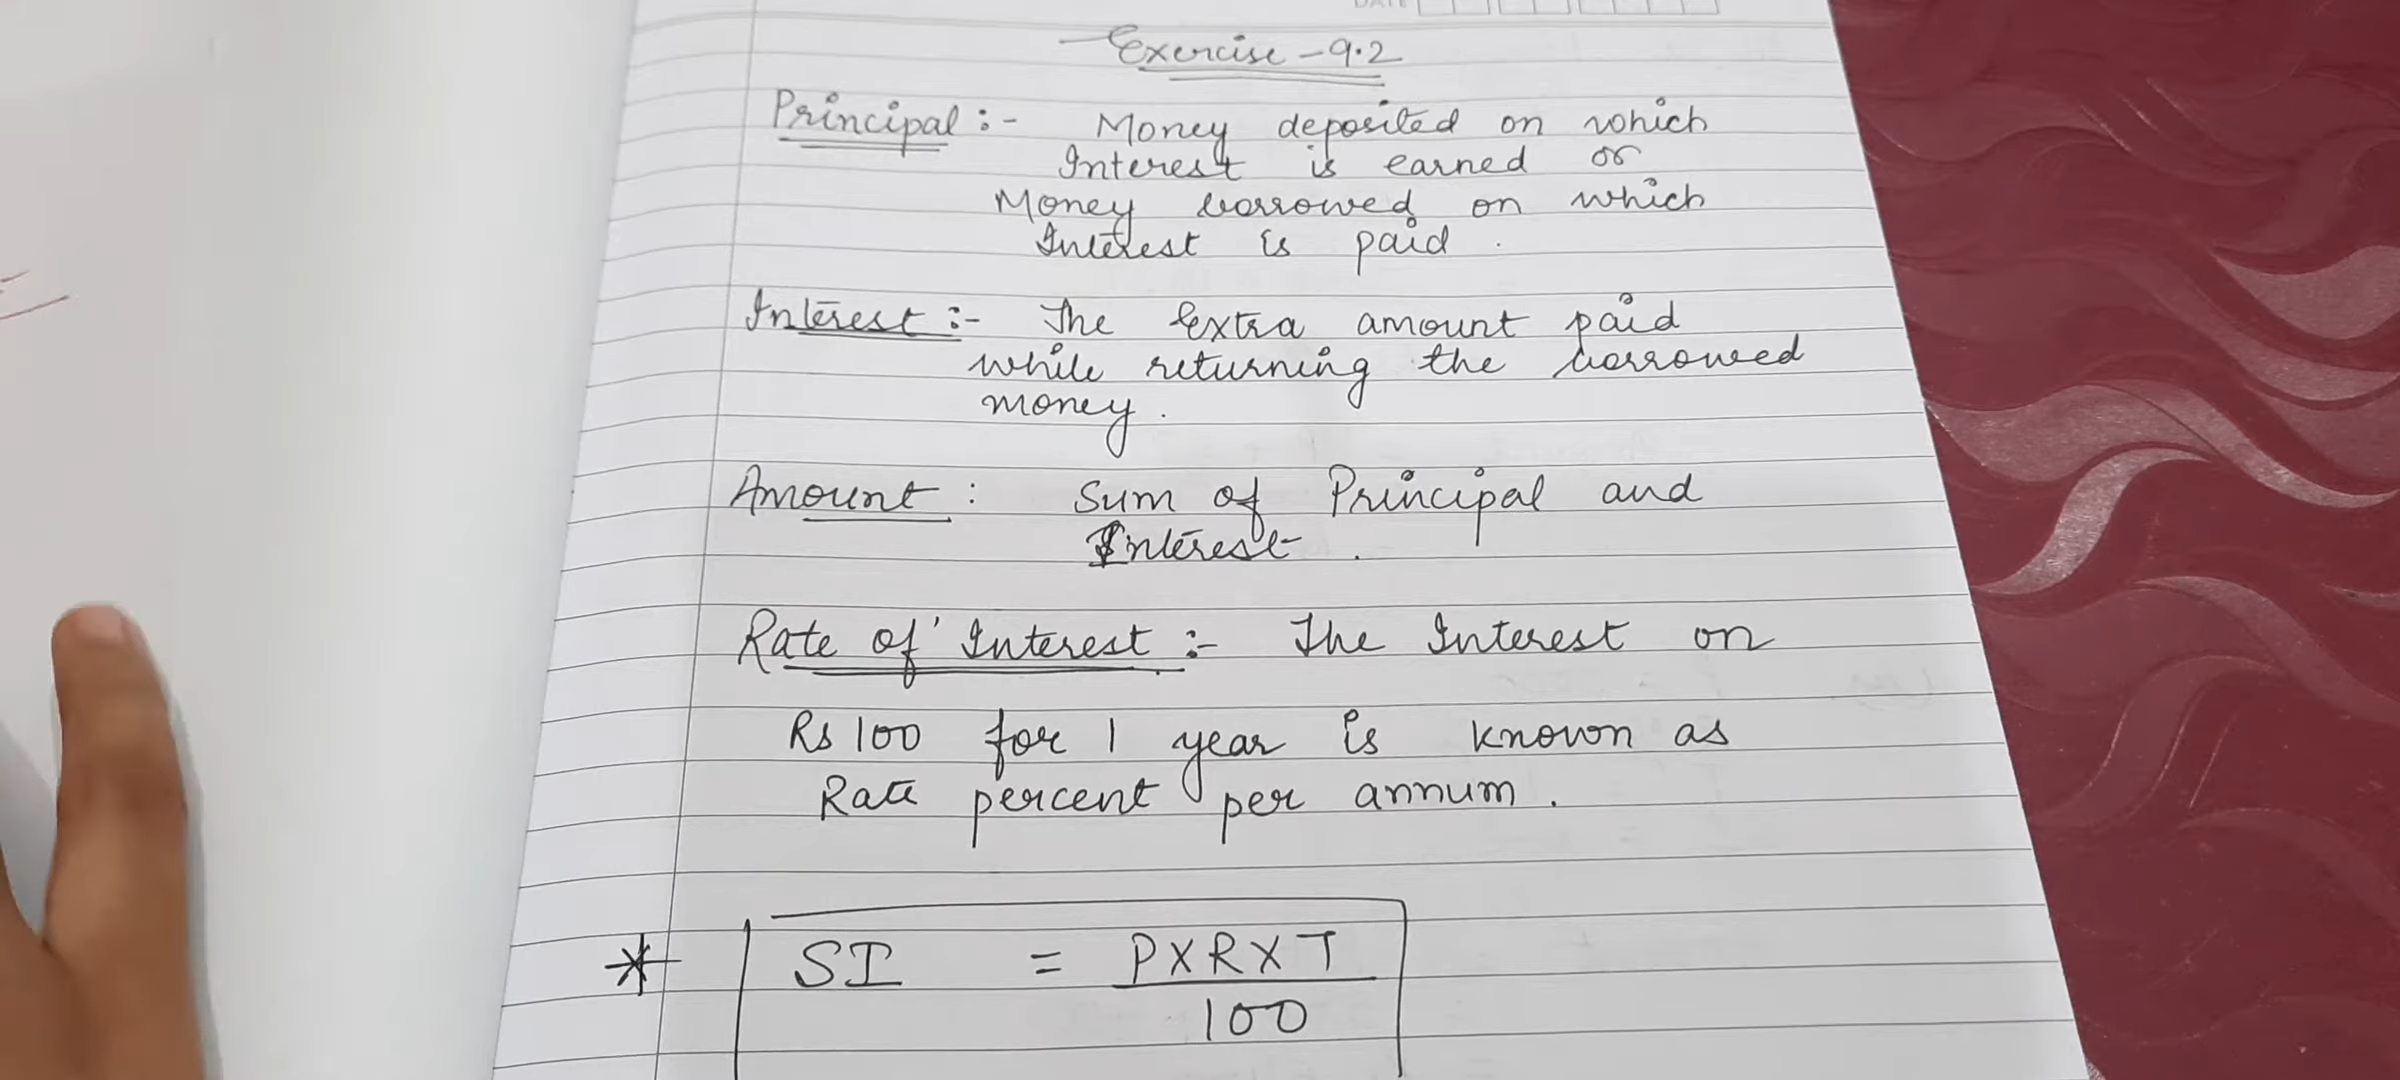 DATE
Exercise - 9.2
Principal :- Money deposited on which
Interest is earned or
Money borrowed on which
Interest is paid .
Interest :- The Extra amount paid
while returning the borrowed
money .
Amount : Sum of Principal and
Interest .
Rate of Interest :- The Interest on
Rs 100 for 1 year is known as
Rate percent per annum .
* SI = PXRXT
100